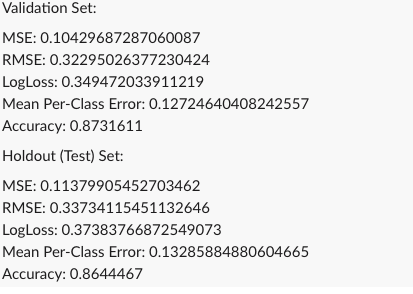 Validation Set:
MSE: 0.10429687287060087
RMSE: 0.32295026377230424
LogLoss: 0.349472033911219
Mean Per-Class Error: 0.12724640408242557
Accuracy: 0.8731611
Holdout (Test) Set:
MSE: 0.11379905452703462
RMSE: 0.33734115451132646
LogLoss: 0.37383766872549073
Mean Per-Class Error: 0.13285884880604665
Accuracy: 0.8644467